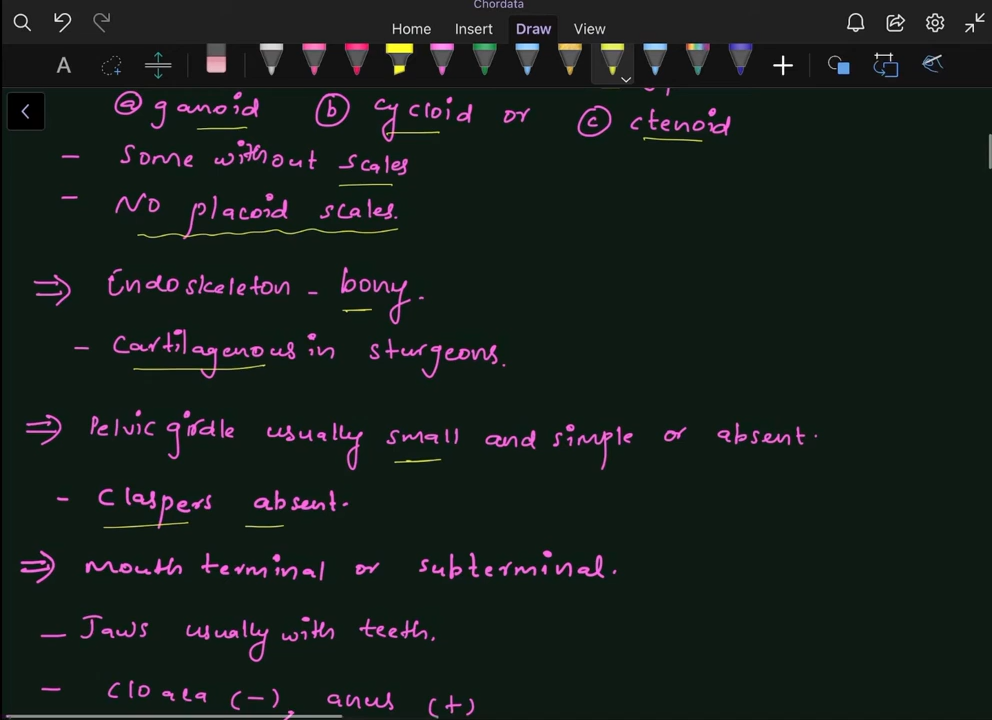 Chordata
Home Insert Draw View
A
ⓐ ganoid ⓑ cycloid or ⓒ ctenoid
- Some without scales
- No placoid scales.
⇒ Endoskeleton - bony.
- Cartilagenous in sturgeons.
⇒ Pelvic girdle usually small and simple or absent.
- Claspers absent.
⇒ Mouth terminal or subterminal.
- Jaws usually with teeth.
- Cloaca (-), anus (+)